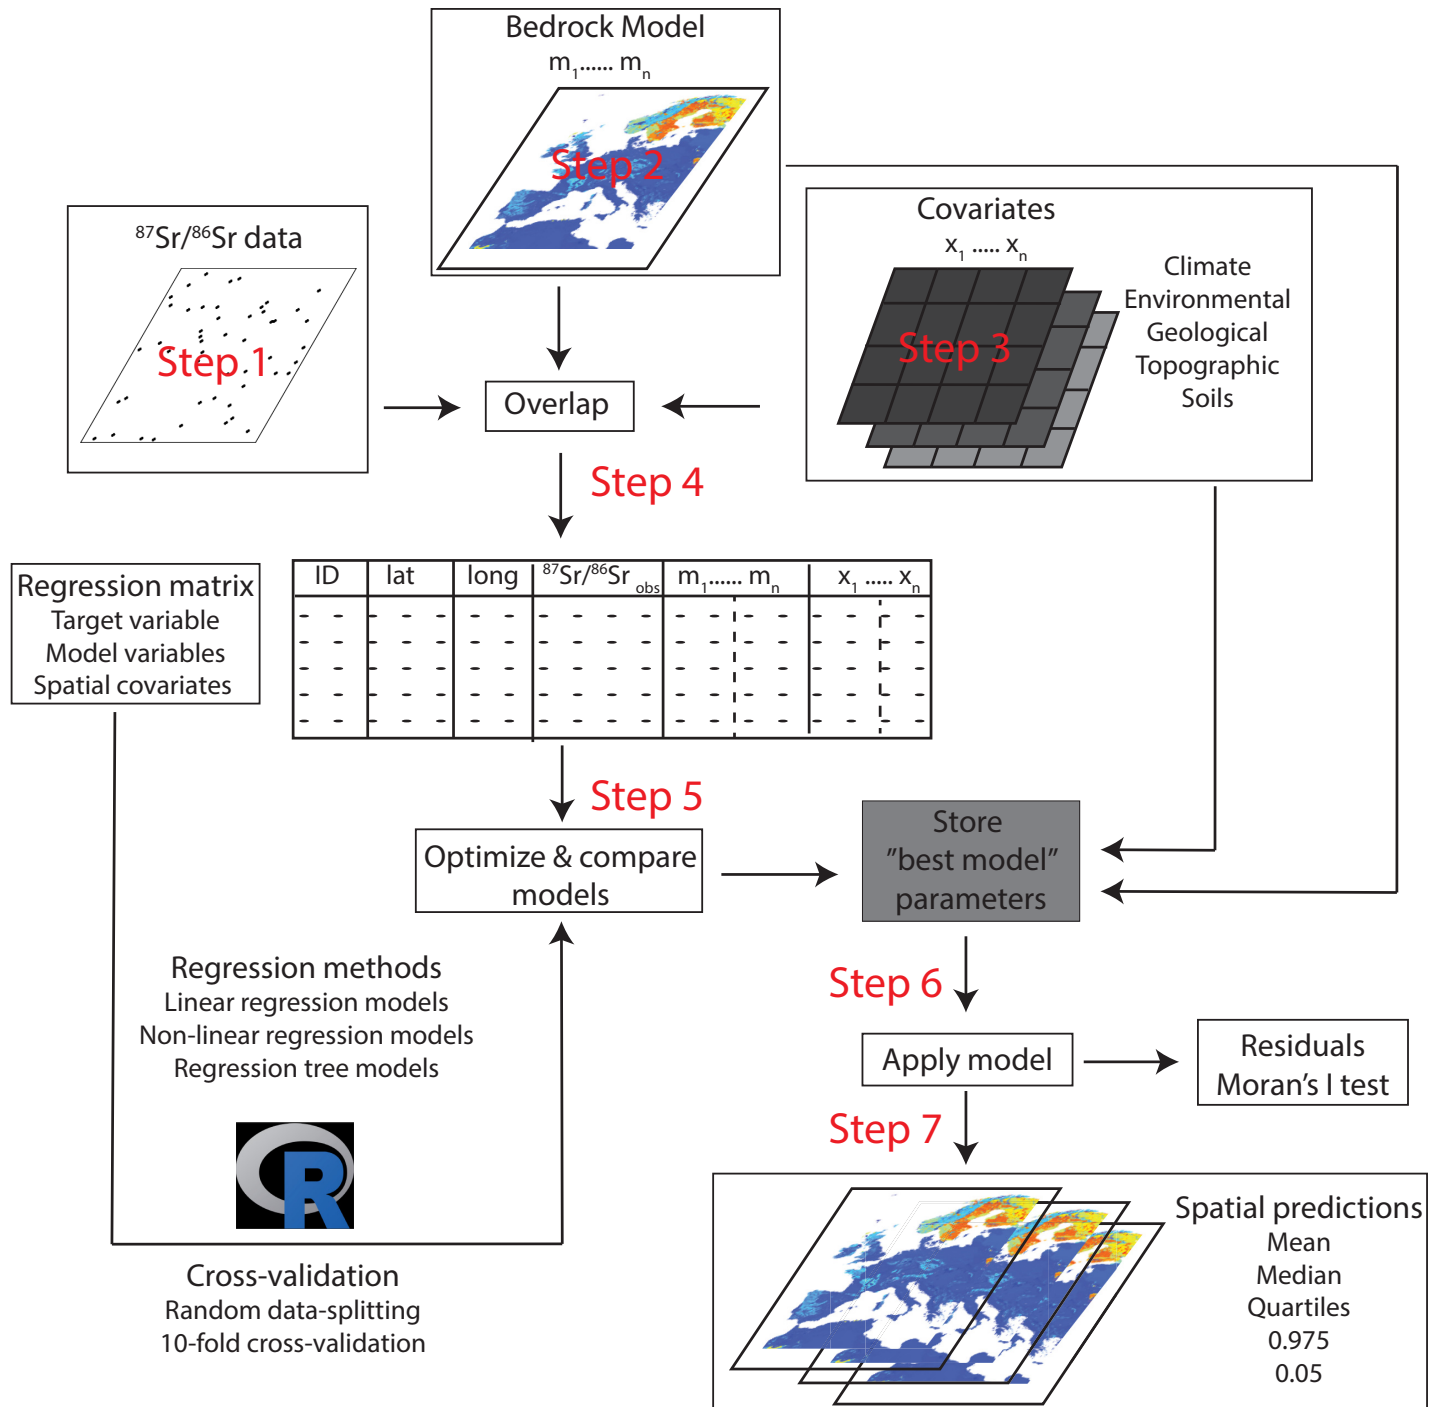 Bedrock Model
m1...... mn
Step 2
87Sr/86Sr data
Step 1
Covariates
x1 ..... xn
Step 3
Climate
Environmental
Geological
Topographic
Soils
Overlap
Step 4
Regression matrix
Target variable
Model variables
Spatial covariates
ID lat long 87Sr/86Sr obs m1...... mn x1 ..... xn
Step 5
Optimize & compare
models
Store
"best model"
parameters
Regression methods
Linear regression models
Non-linear regression models
Regression tree models
R
Cross-validation
Random data-splitting
10-fold cross-validation
Step 6
Apply model
Residuals
Moran's I test
Step 7
Spatial predictions
Mean
Median
Quartiles
0.975
0.05